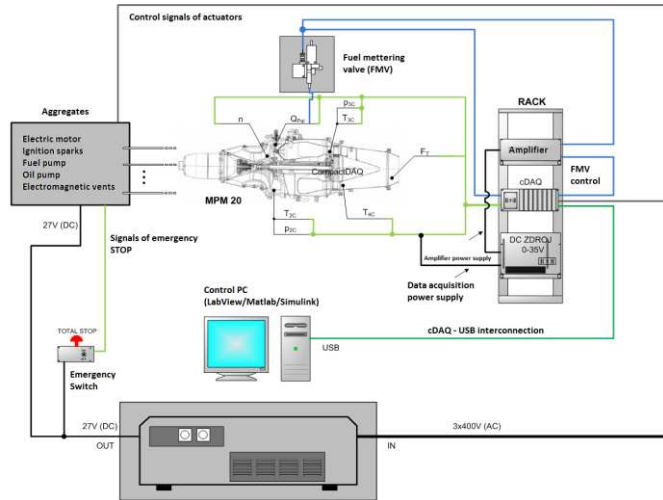 Control signals of actuators
Fuel mettering
valve (FMV)
Aggregates
Electric motor
Ignition sparks
Fuel pump
Oil pump
Electromagnetic vents
n
P3C
T3C
CompactDAQ
FT
MPM 20
T2C
P2C
T4C
RACK
Amplifier
FMV
control
cDAQ
DC ZDROJ
0-35V
Amplifier power supply
Data acquisition
power supply
27V (DC)
Signals of emergency
STOP
Control PC
(LabView/Matlab/Simulink)
USB
cDAQ - USB interconnection
TOTAL STOP
Emergency
Switch
27V (DC)
OUT
IN
3x400V (AC)